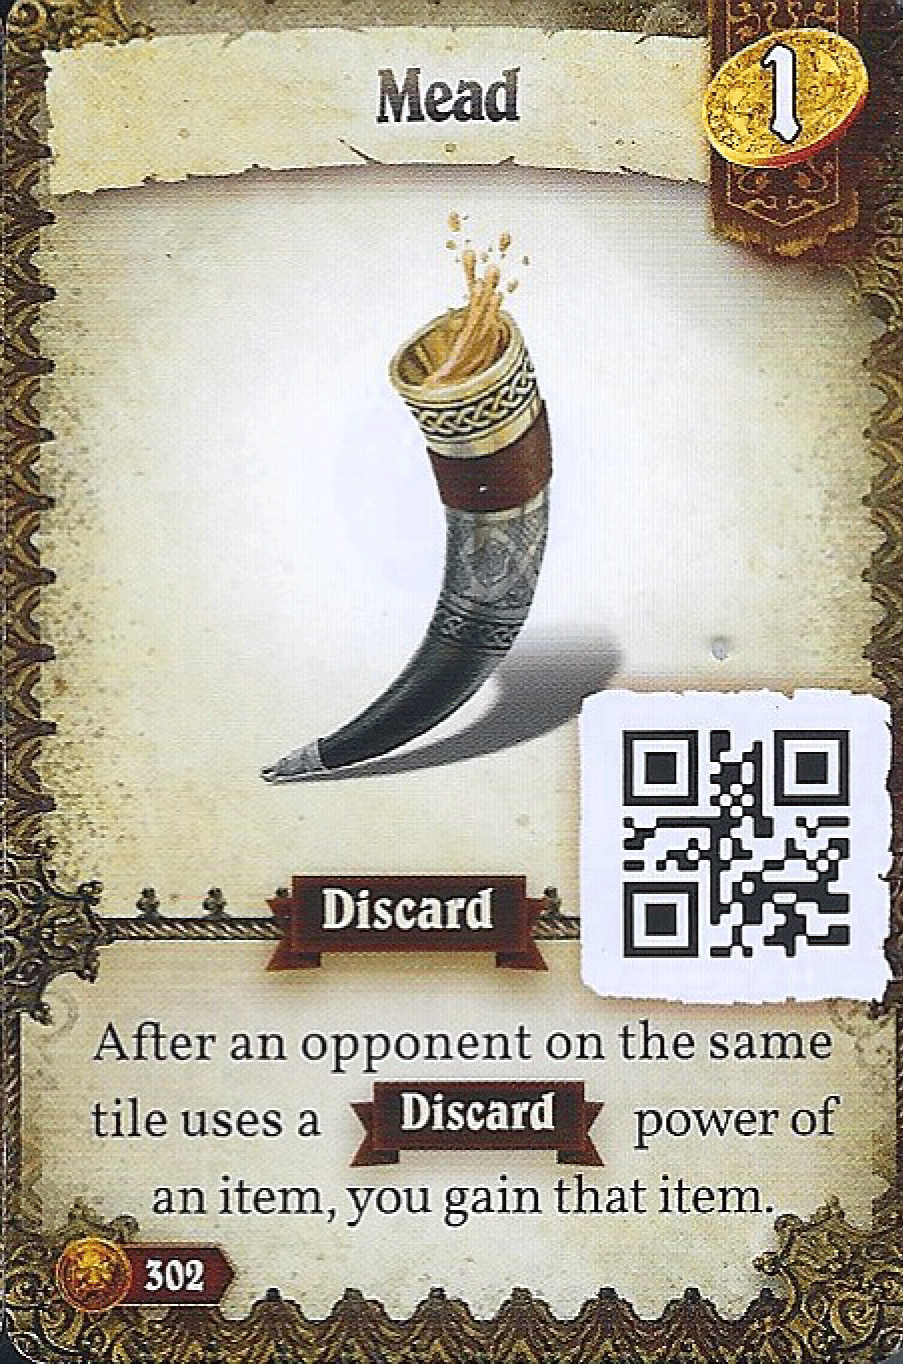 Mead
1
Discard
After an opponent on the same
tile uses a Discard power of
an item, you gain that item.
302